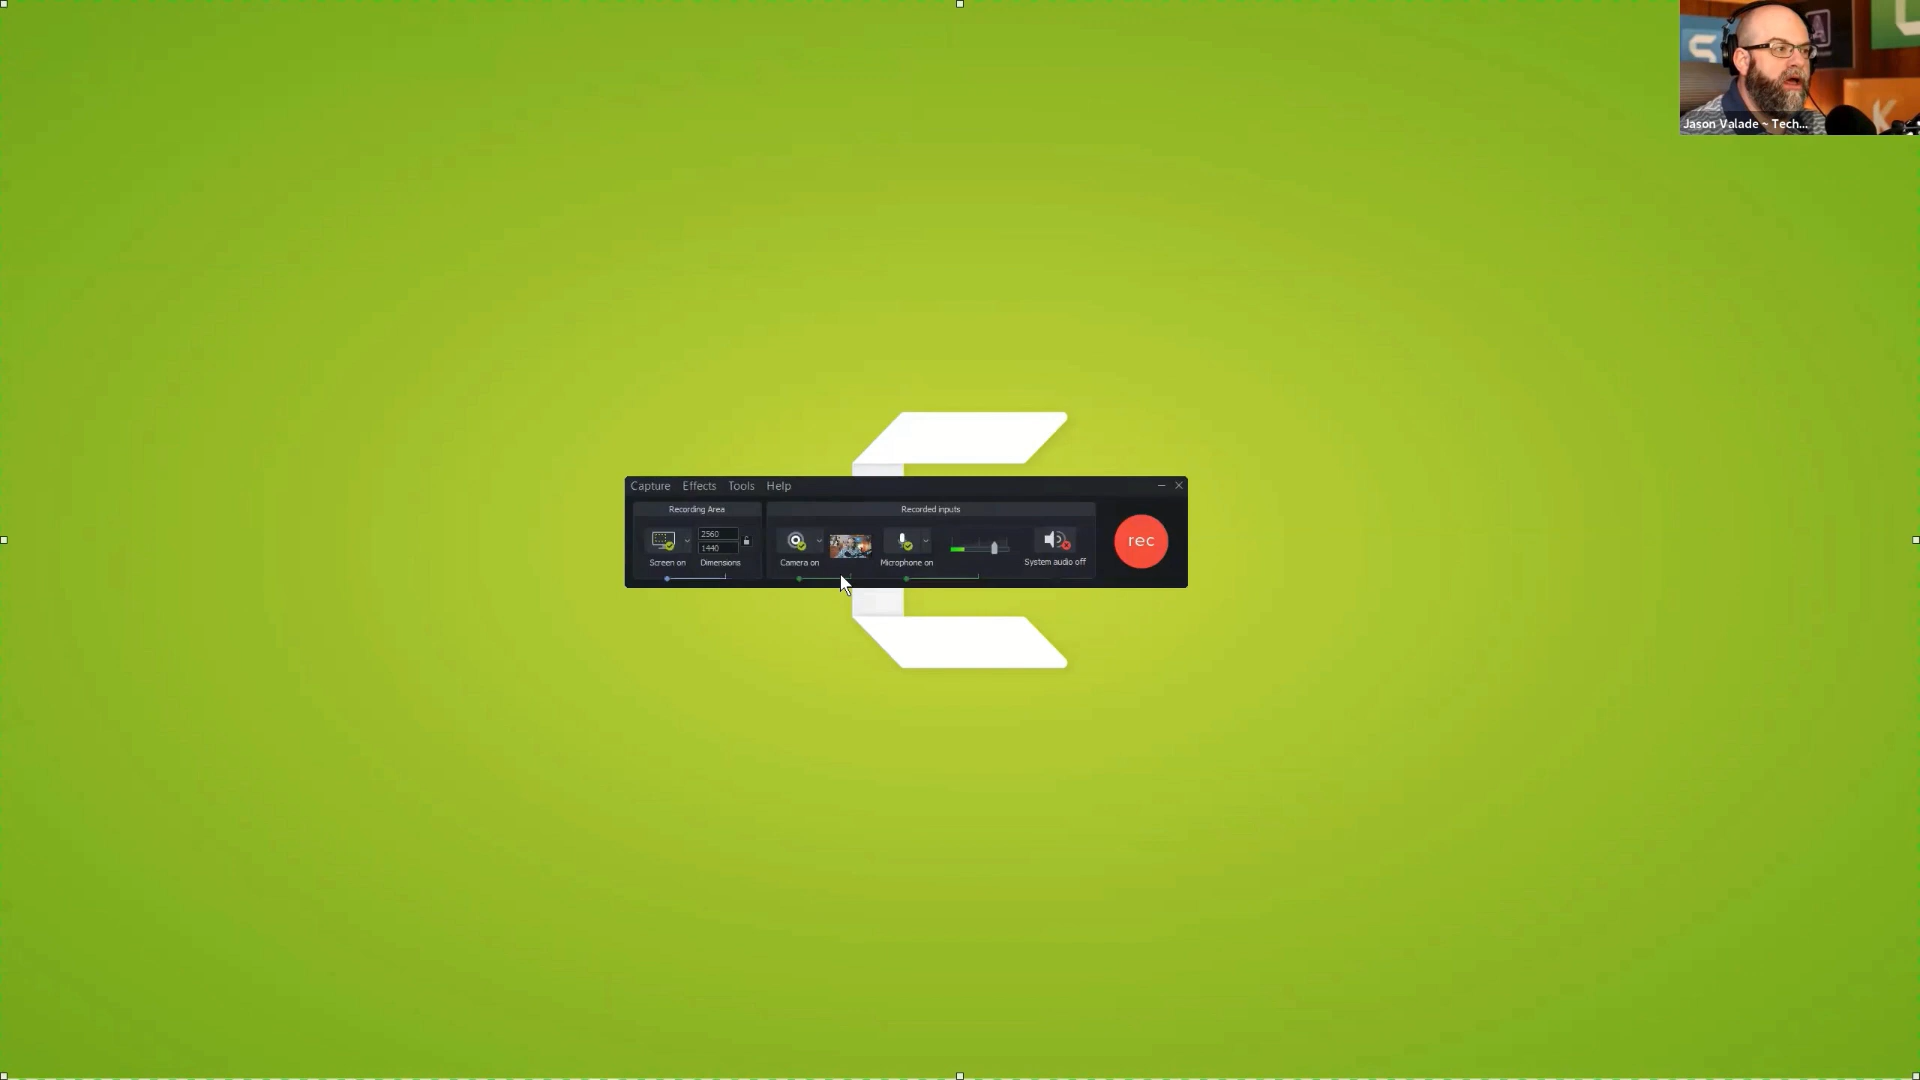 Jason Valade ~ Tech...
Capture Effects Tools Help
Recording Area
Recorded inputs
2560
1440
rec
Screen on
Dimensions
Camera on
Microphone on
System audio off